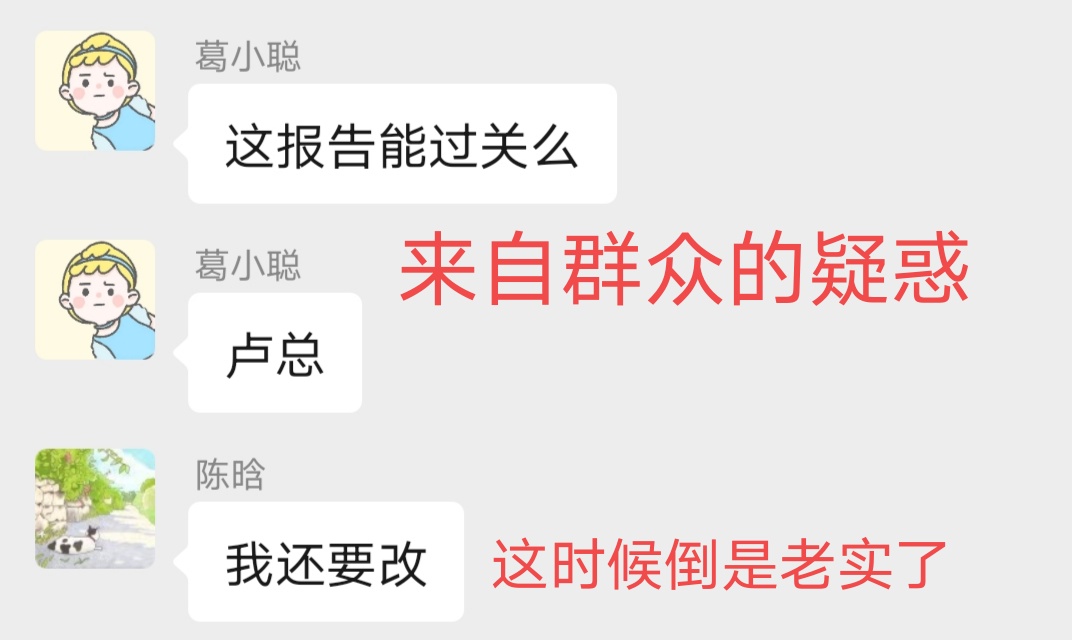 葛小聪
这报告能过关么
来自群众的疑惑
葛小聪
卢总
陈晗
我还要改
这时候倒是老实了